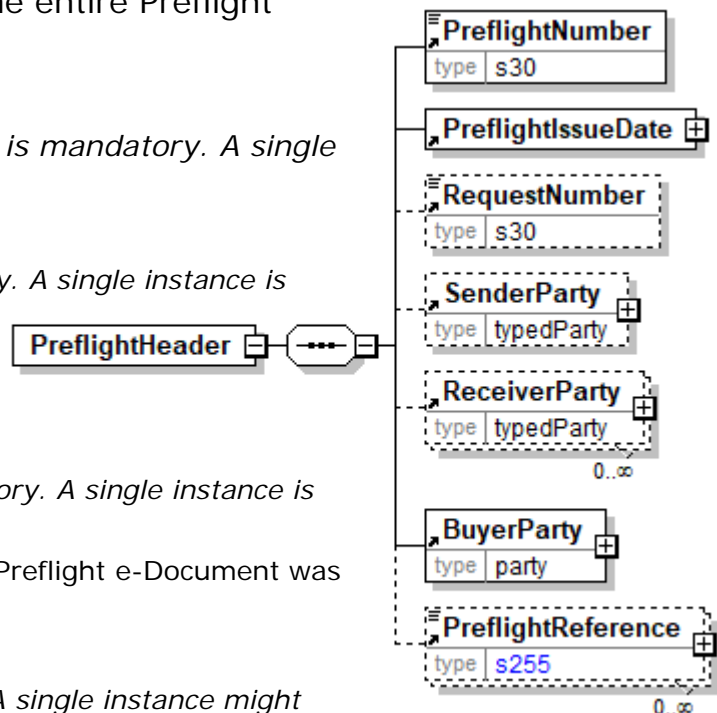 e entire Preflight
is mandatory. A single
y. A single instance is
ory. A single instance is
Preflight e-Document was
A single instance might
PreflightHeader
PreflightNumber
type s30
PreflightIssueDate
RequestNumber
type s30
SenderParty
type typedParty
ReceiverParty
type typedParty
0..∞
BuyerParty
type party
PreflightReference
type s255
0..∞